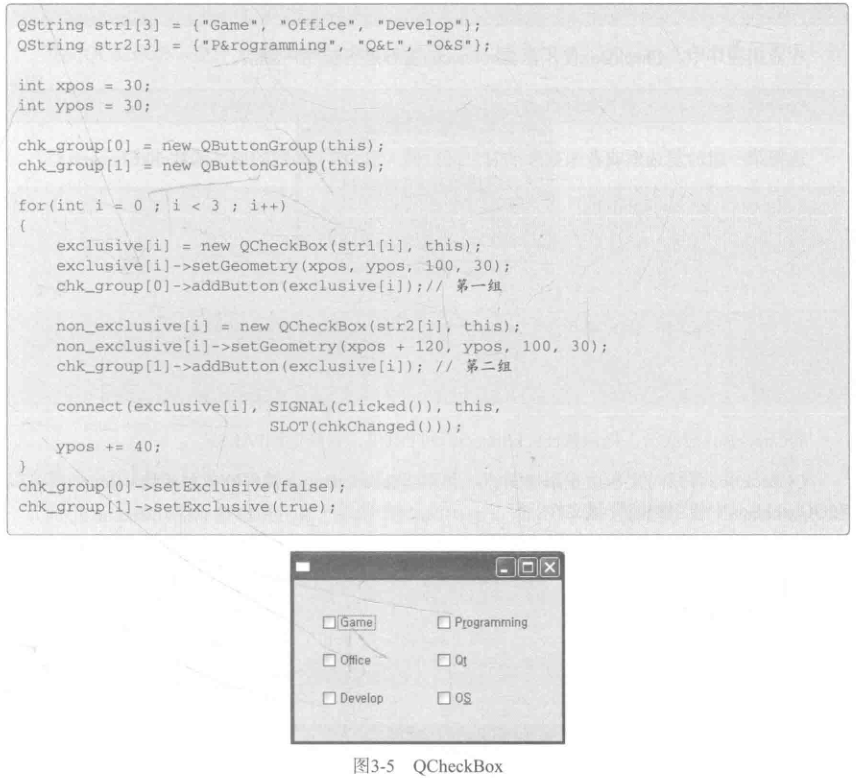 QString str1[3] = {"Game", "Office", "Develop"};
QString str2[3] = {"P&rogramming", "Q&t", "O&S"};
int xpos = 30;
int ypos = 30;
chk_group[0] = new QButtonGroup(this);
chk_group[1] = new QButtonGroup(this);
for(int i = 0 ; i < 3 ; i++)
{
exclusive[i] = new QCheckBox(str1[i], this);
exclusive[i]->setGeometry(xpos, ypos, 100, 30);
chk_group[0]->addButton(exclusive[i]);// 第一组
non_exclusive[i] = new QCheckBox(str2[i], this);
non_exclusive[i]->setGeometry(xpos + 120, ypos, 100, 30);
chk_group[1]->addButton(exclusive[i]); // 第二组
connect(exclusive[i], SIGNAL(clicked()), this,
SLOT(chkChanged()));
ypos += 40;
}
chk_group[0]->setExclusive(false);
chk_group[1]->setExclusive(true);
Game Programming
Office Qt
Develop OS
图3-5 QCheckBox